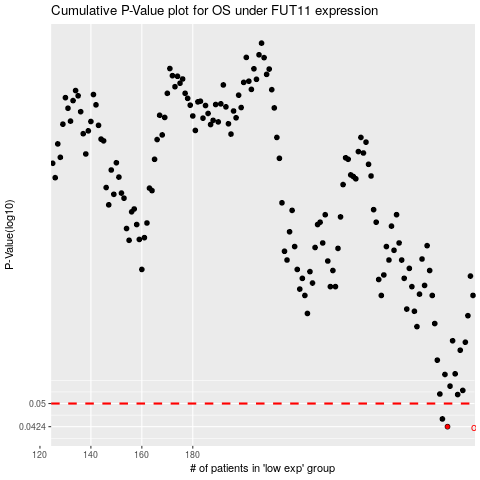 Cumulative P-Value plot for OS under FUT11 expression
P-Value(log10)
0.05
0.0424
120 140 160 180
# of patients in 'low exp' group